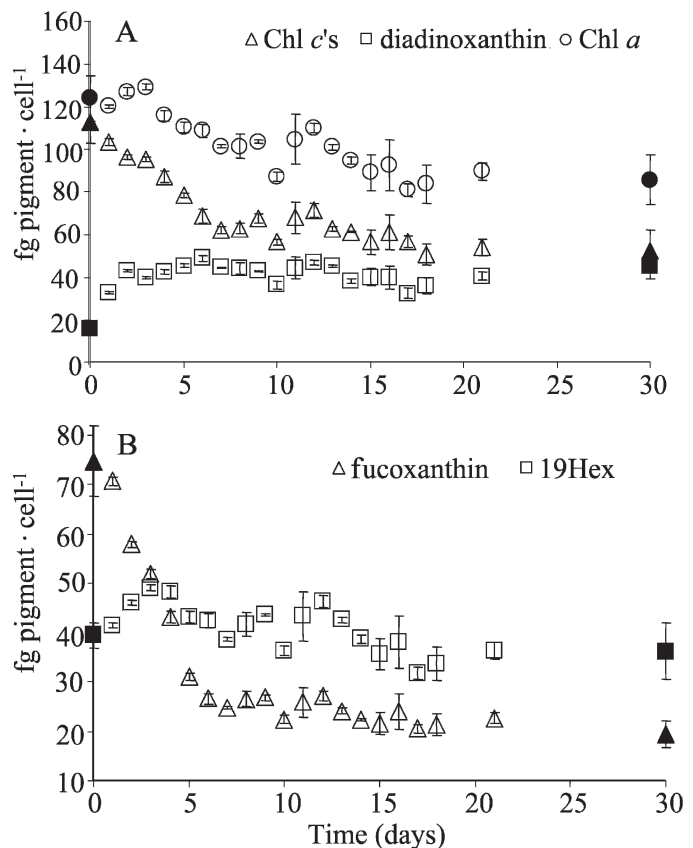 A
△ Chl c's □ diadinoxanthin ○ Chl a
fg pigment · cell⁻¹
160
140
120
100
80
60
40
20
0
0 5 10 15 20 25 30
B
△ fucoxanthin □ 19Hex
fg pigment · cell⁻¹
80
70
60
50
40
30
20
10
0 5 10 15 20 25 30
Time (days)